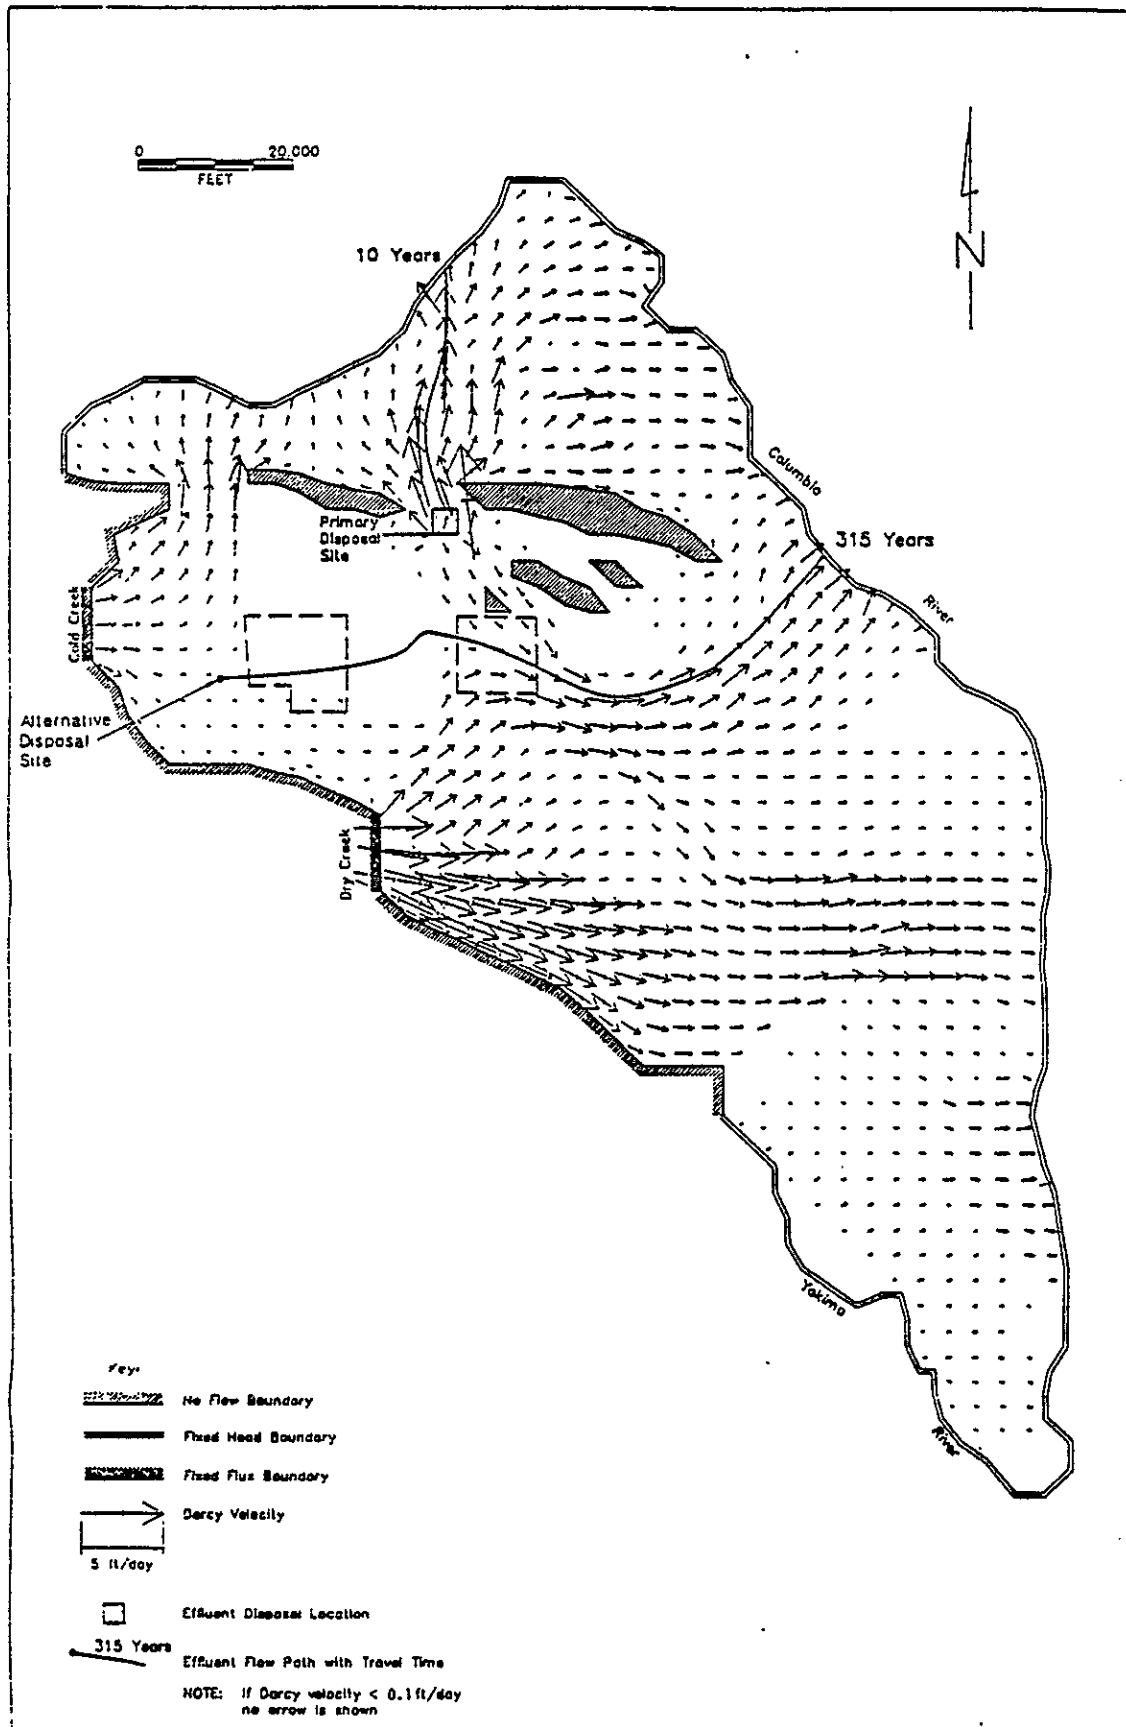 0 20,000
FEET
N
10 Years
Columbia
River
315 Years
Primary
Disposal
Site
Cold Creek
Alternative
Disposal
Site
Dry Creek
Yakima
River
Key:
No Flow Boundary
Fixed Head Boundary
Fixed Flux Boundary
Darcy Velocity
5 ft/day
Effluent Disposal Location
315 Years
Effluent Flow Path with Travel Time
NOTE: If Darcy velocity < 0.1ft/day
no arrow is shown